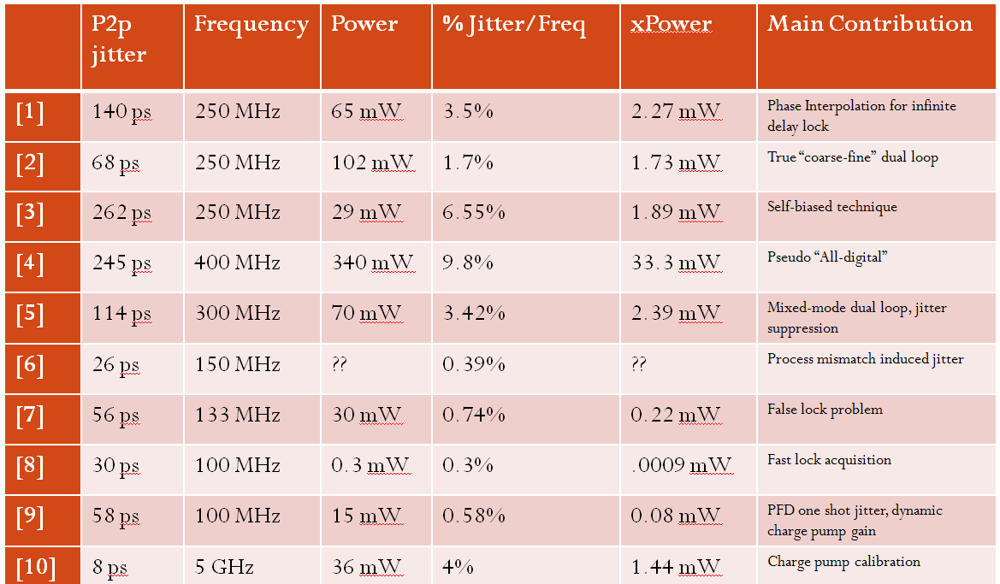 P2p jitter Frequency Power % Jitter/Freq xPower Main Contribution
[1] 140 ps 250 MHz 65 mW 3.5% 2.27 mW Phase Interpolation for infinite delay lock
[2] 68 ps 250 MHz 102 mW 1.7% 1.73 mW True “coarse-fine” dual loop
[3] 262 ps 250 MHz 29 mW 6.55% 1.89 mW Self-biased technique
[4] 245 ps 400 MHz 340 mW 9.8% 33.3 mW Pseudo “All-digital”
[5] 114 ps 300 MHz 70 mW 3.42% 2.39 mW Mixed-mode dual loop, jitter suppression
[6] 26 ps 150 MHz ?? 0.39% ?? Process mismatch induced jitter
[7] 56 ps 133 MHz 30 mW 0.74% 0.22 mW False lock problem
[8] 30 ps 100 MHz 0.3 mW 0.3% .0009 mW Fast lock acquisition
[9] 58 ps 100 MHz 15 mW 0.58% 0.08 mW PFD one shot jitter, dynamic charge pump gain
[10] 8 ps 5 GHz 36 mW 4% 1.44 mW Charge pump calibration